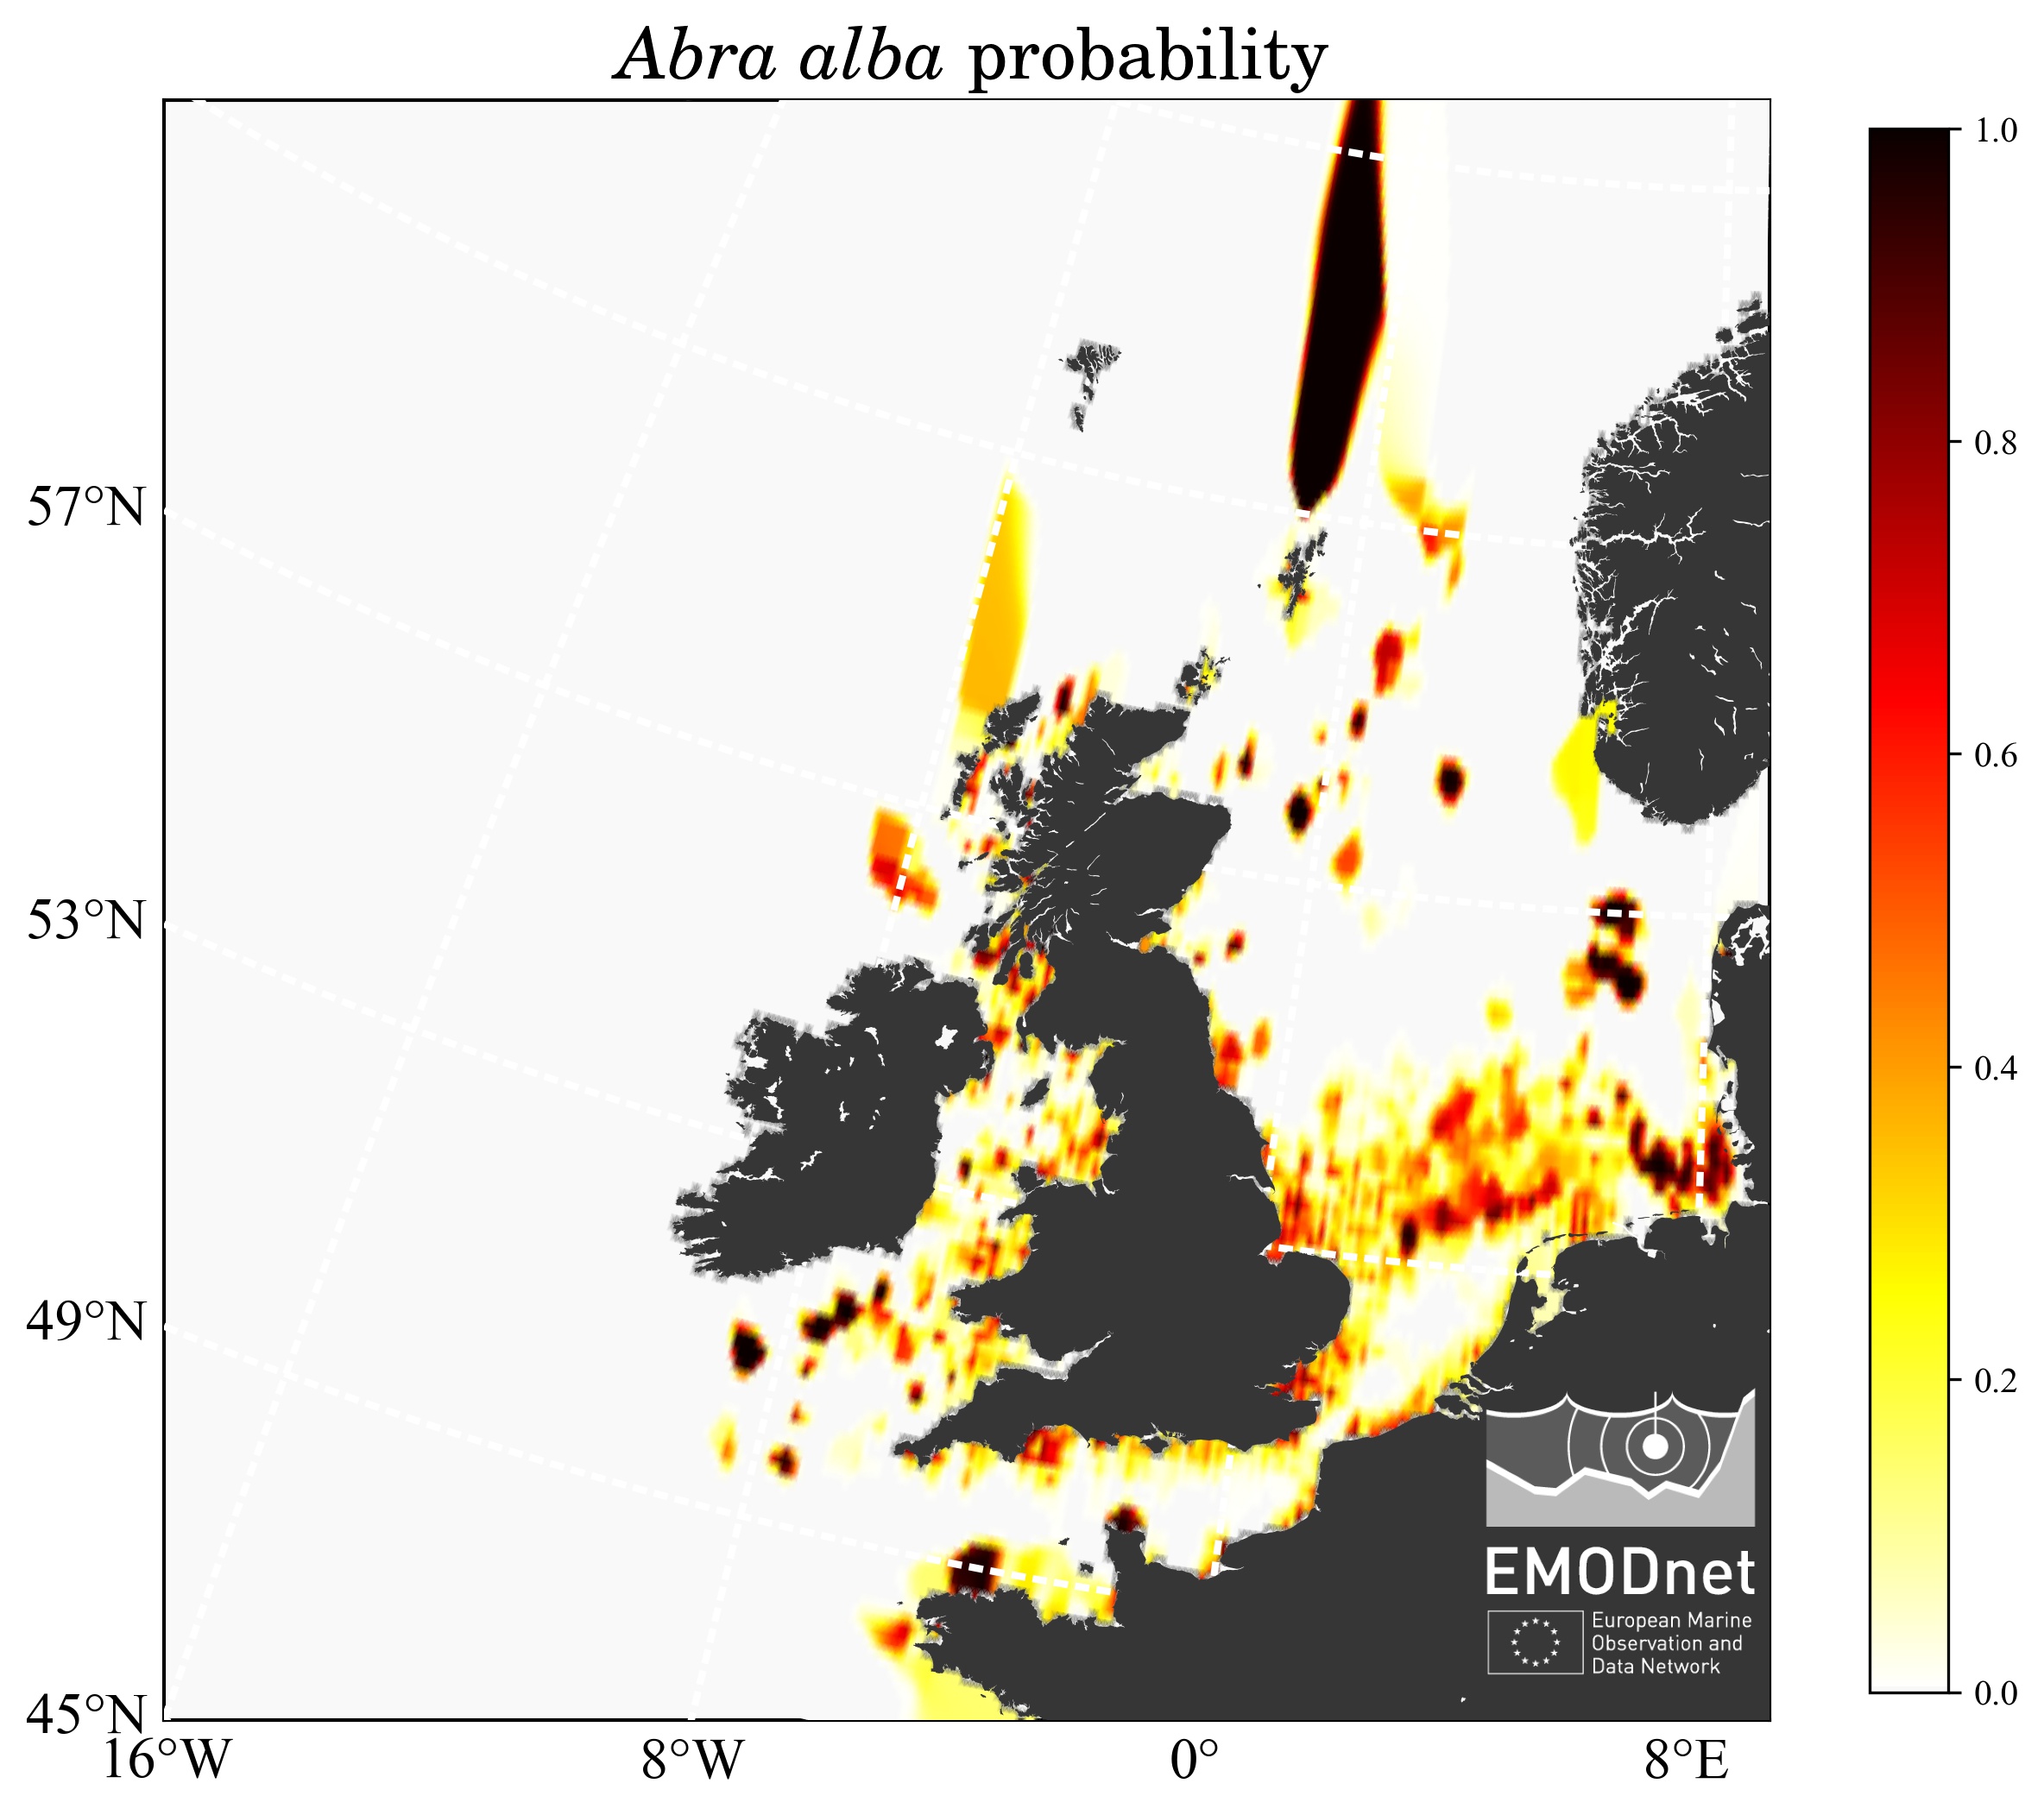 Abra alba probability
1.0
0.8
0.6
0.4
0.2
0.0
57°N
53°N
49°N
45°N
16°W
8°W
0°
8°E
EMODnet
European Marine
Observation and
Data Network